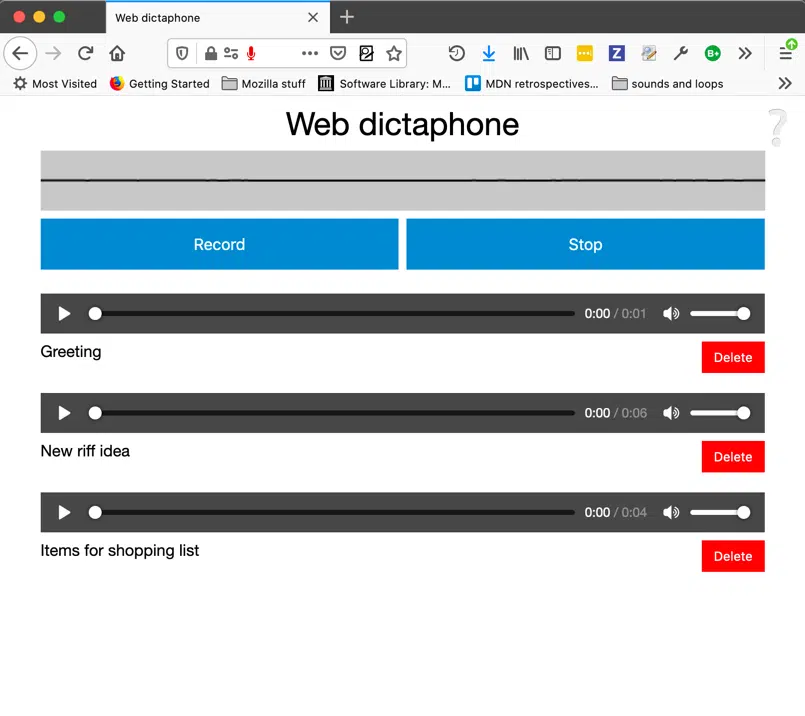 Web dictaphone
Most Visited Getting Started Mozilla stuff Software Library: M... MDN retrospectives... sounds and loops
Web dictaphone ?
Record Stop
0:00 / 0:01
Greeting Delete
0:00 / 0:06
New riff idea Delete
0:00 / 0:04
Items for shopping list Delete